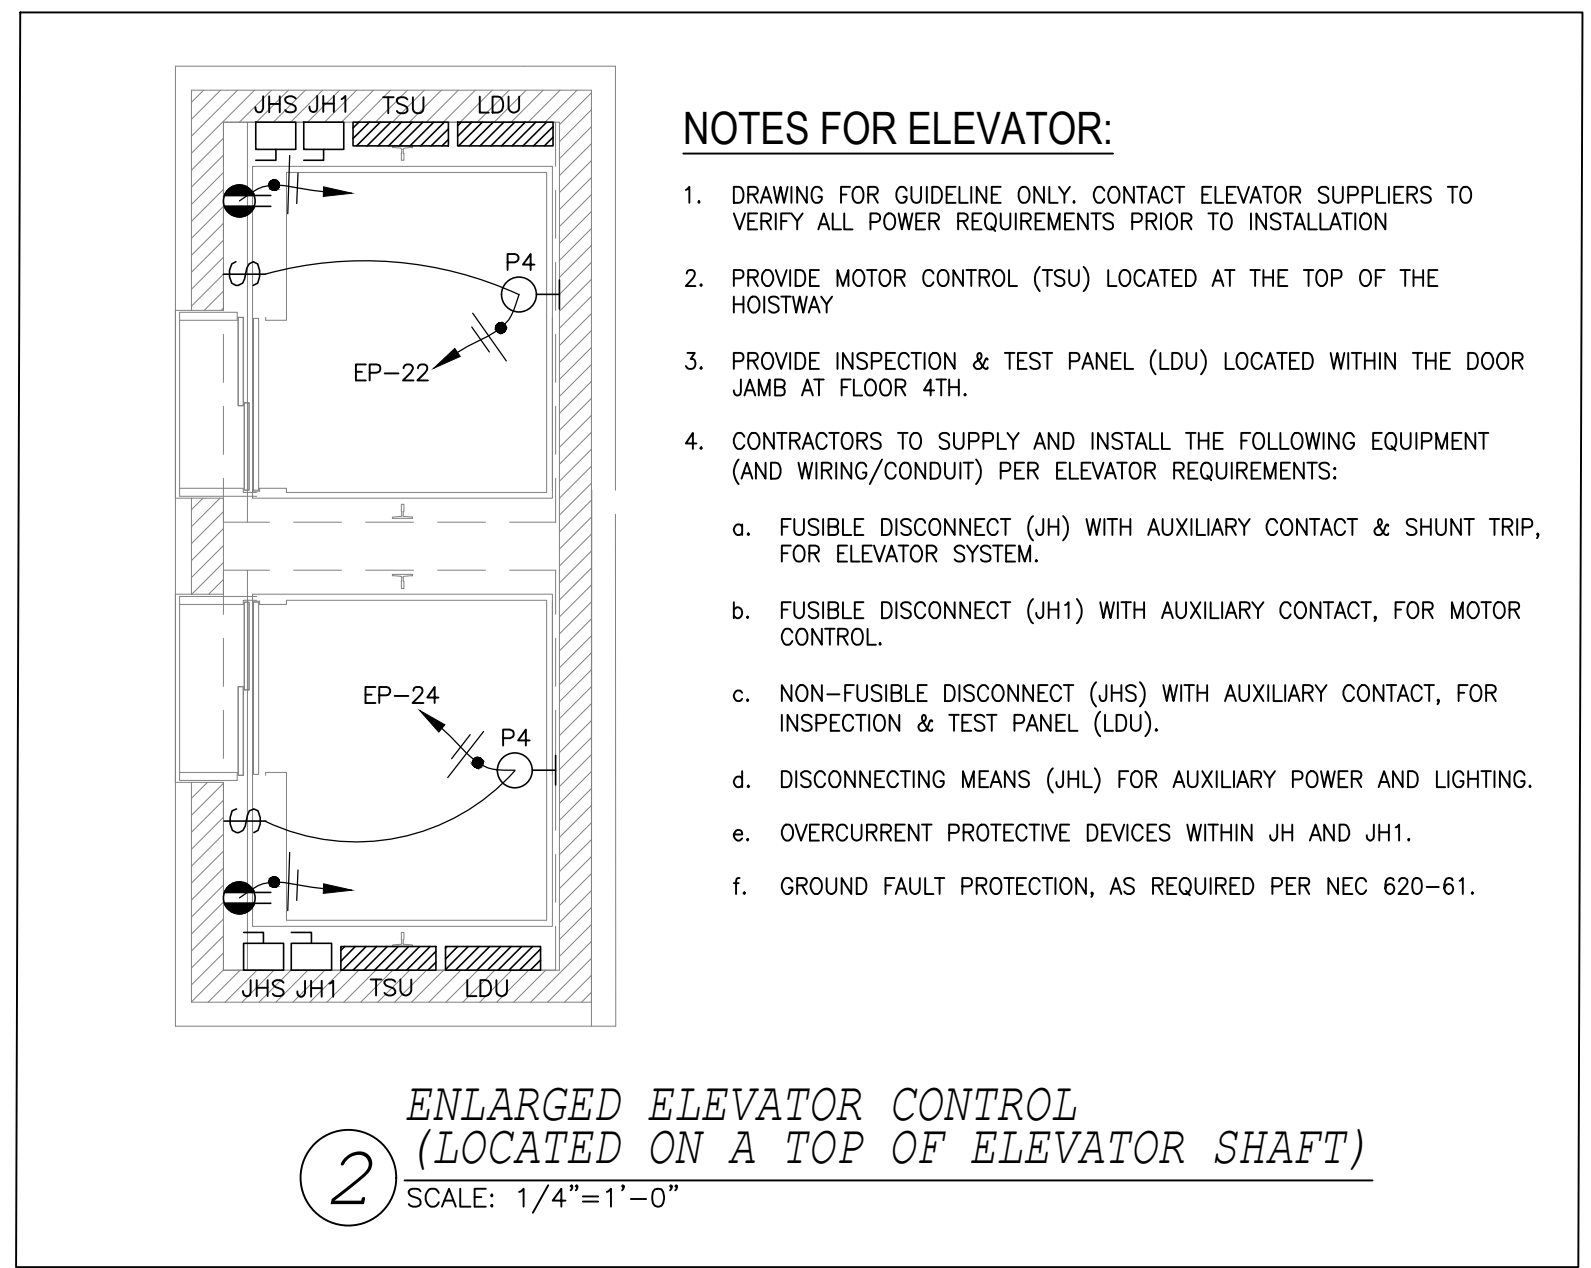 JHS JH1 TSU LDU
P4
EP-22
EP-24
P4
JHS JH1 TSU LDU
NOTES FOR ELEVATOR:
1. DRAWING FOR GUIDELINE ONLY. CONTACT ELEVATOR SUPPLIERS TO
VERIFY ALL POWER REQUIREMENTS PRIOR TO INSTALLATION
2. PROVIDE MOTOR CONTROL (TSU) LOCATED AT THE TOP OF THE
HOISTWAY
3. PROVIDE INSPECTION & TEST PANEL (LDU) LOCATED WITHIN THE DOOR
JAMB AT FLOOR 4TH.
4. CONTRACTORS TO SUPPLY AND INSTALL THE FOLLOWING EQUIPMENT
(AND WIRING/CONDUIT) PER ELEVATOR REQUIREMENTS:
a. FUSIBLE DISCONNECT (JH) WITH AUXILIARY CONTACT & SHUNT TRIP,
FOR ELEVATOR SYSTEM.
b. FUSIBLE DISCONNECT (JH1) WITH AUXILIARY CONTACT, FOR MOTOR
CONTROL.
c. NON-FUSIBLE DISCONNECT (JHS) WITH AUXILIARY CONTACT, FOR
INSPECTION & TEST PANEL (LDU).
d. DISCONNECTING MEANS (JHL) FOR AUXILIARY POWER AND LIGHTING.
e. OVERCURRENT PROTECTIVE DEVICES WITHIN JH AND JH1.
f. GROUND FAULT PROTECTION, AS REQUIRED PER NEC 620-61.
ENLARGED ELEVATOR CONTROL
(LOCATED ON A TOP OF ELEVATOR SHAFT)
2
SCALE: 1/4"=1'-0"